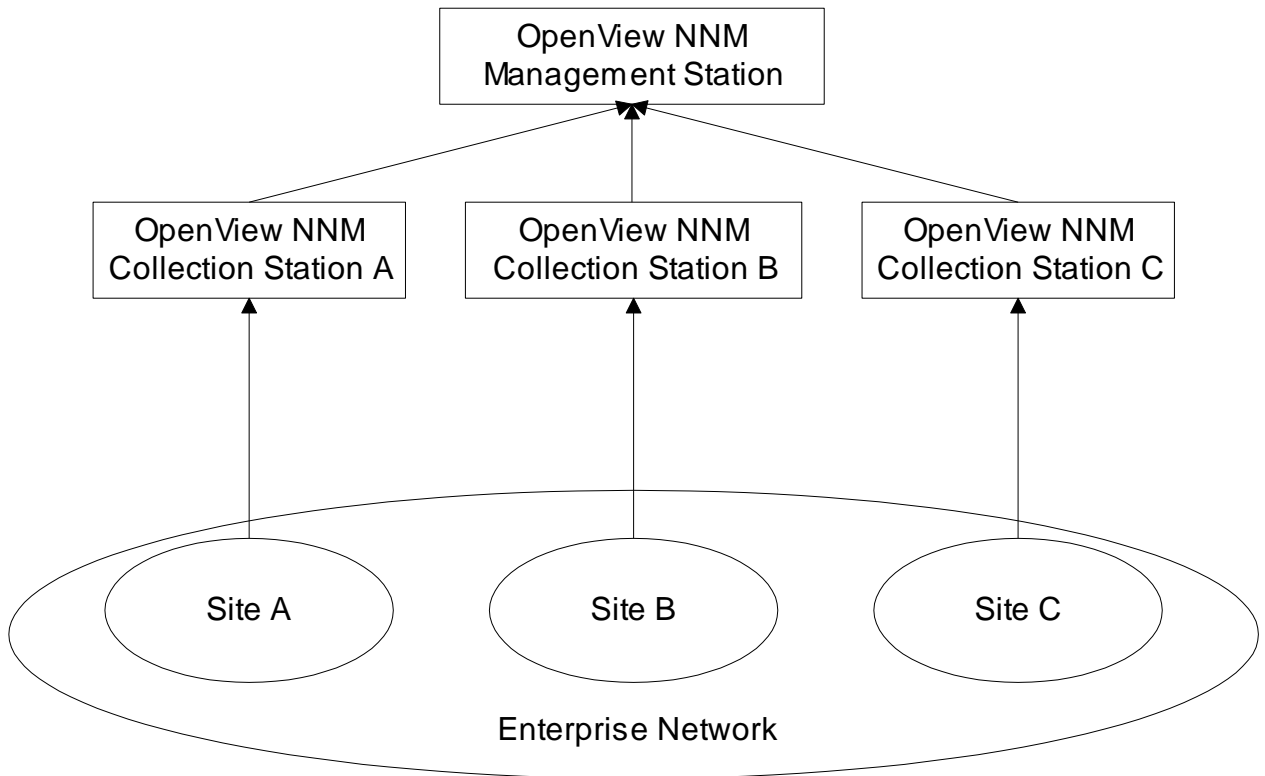 OpenView NNM
Management Station
OpenView NNM
Collection Station A
OpenView NNM
Collection Station B
OpenView NNM
Collection Station C
Site A
Site B
Site C
Enterprise Network